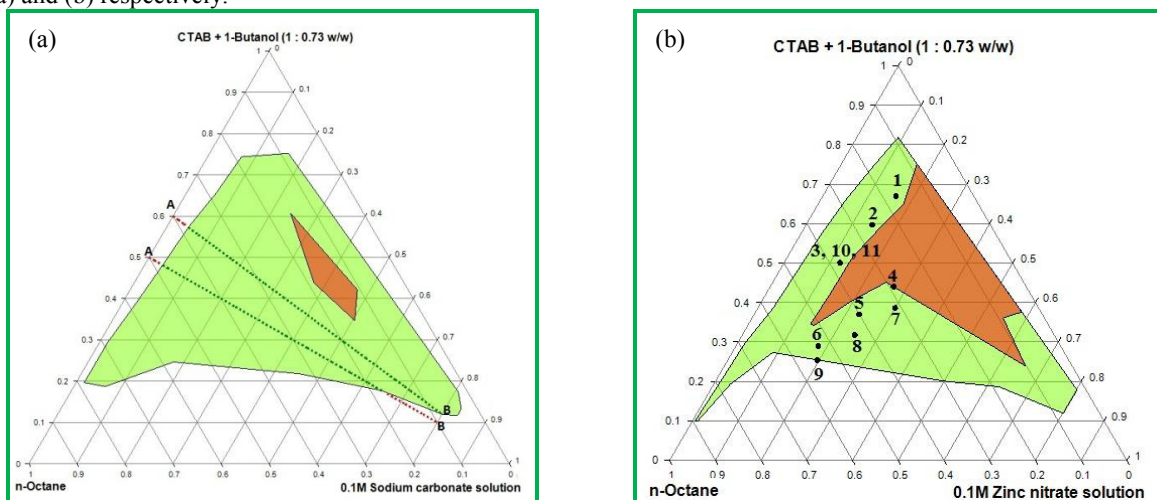 a) and (b) respectively.
(a)
CTAB + 1-Butanol (1 : 0.73 w/w)
1 0
0.9 0.1
0.8 0.2
0.7 0.3
A 0.6 0.4
A 0.5 0.5
0.4 0.6
0.3 0.7
0.2 0.8
B
0.1 0.9
B
0 1
1 0.9 0.8 0.7 0.6 0.5 0.4 0.3 0.2 0.1 0
n-Octane 0.1M Sodium carbonate solution
(b)
CTAB + 1-Butanol (1 : 0.73 w/w)
1 0
0.9 0.1
0.8 0.2
0.7 1 0.3
0.6 2 0.4
0.5 3, 10 11 0.5
4
0.4 5 0.6
7
0.3 6 8 0.7
9
0.2 0.8
0.1 0.9
0 1
1 0.9 0.8 0.7 0.6 0.5 0.4 0.3 0.2 0.1 0
n-Octane 0.1M Zinc nitrate solution